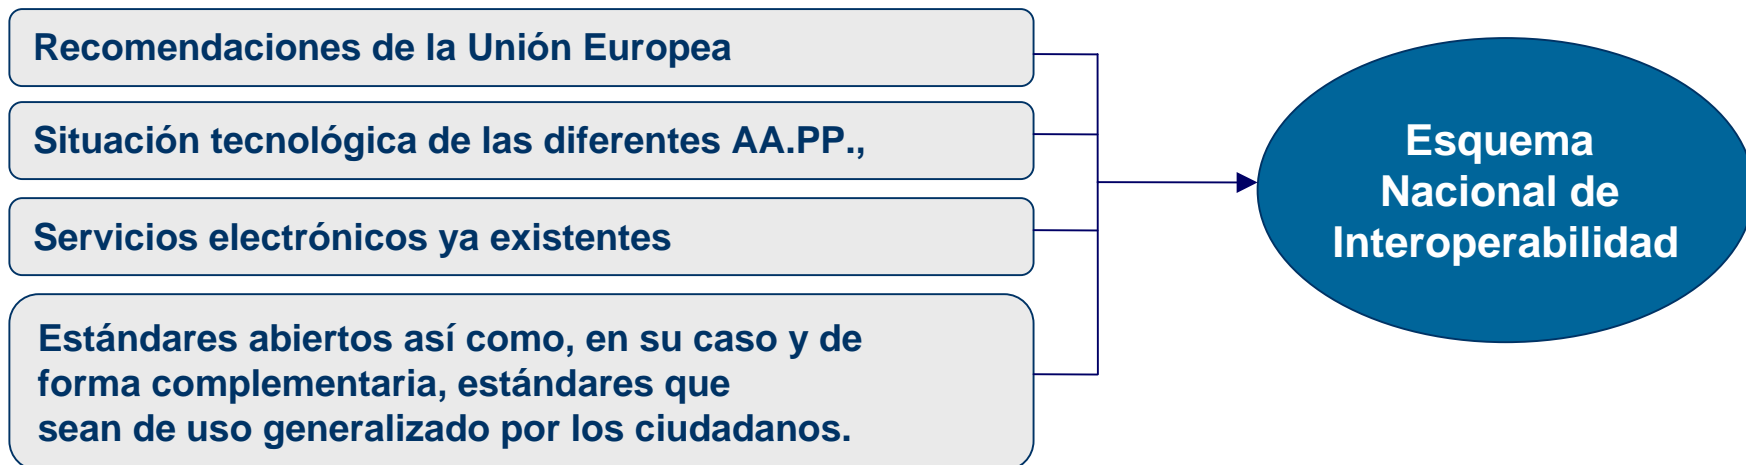 Recomendaciones de la Unión Europea
Situación tecnológica de las diferentes AA.PP.,
Servicios electrónicos ya existentes
Estándares abiertos así como, en su caso y de
forma complementaria, estándares que
sean de uso generalizado por los ciudadanos.
Esquema
Nacional de
Interoperabilidad